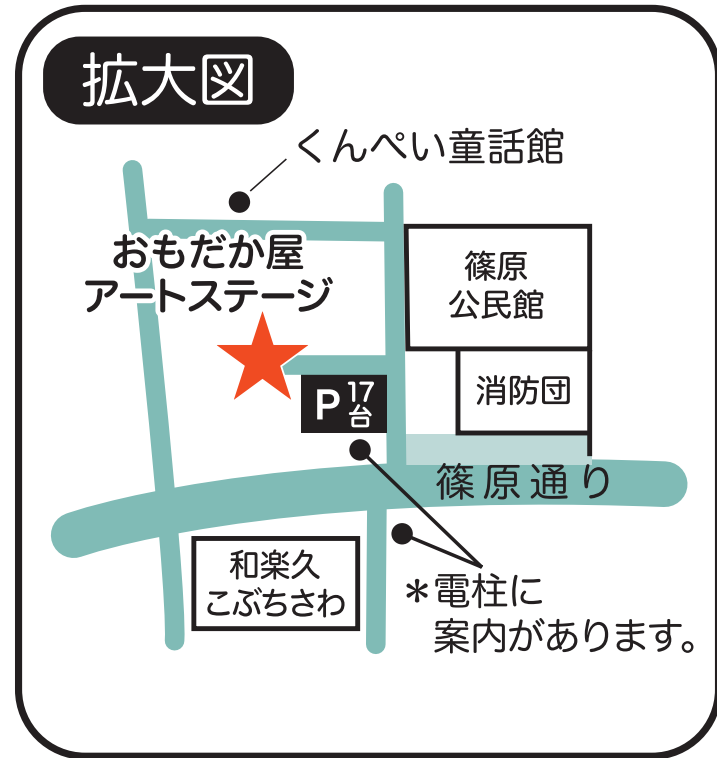 拡大図
くんぺい童話館
おもだか屋
アートステージ
篠原
公民館
消防団
P 17台
篠原通り
和楽久
こぶちさわ
*電柱に
案内があります。